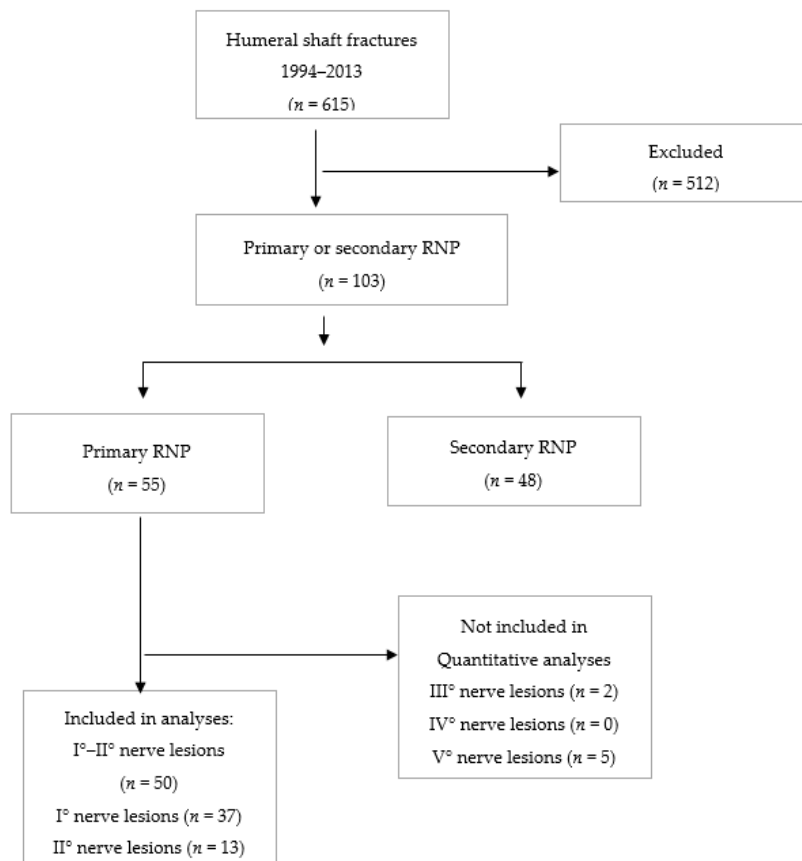 Humeral shaft fractures
1994–2013
(n = 615)
Excluded
(n = 512)
Primary or secondary RNP
(n = 103)
Primary RNP
(n = 55)
Secondary RNP
(n = 48)
Not included in
Quantitative analyses
III° nerve lesions (n = 2)
IV° nerve lesions (n = 0)
V° nerve lesions (n = 5)
Included in analyses:
I°–II° nerve lesions
(n = 50)
I° nerve lesions (n = 37)
II° nerve lesions (n = 13)